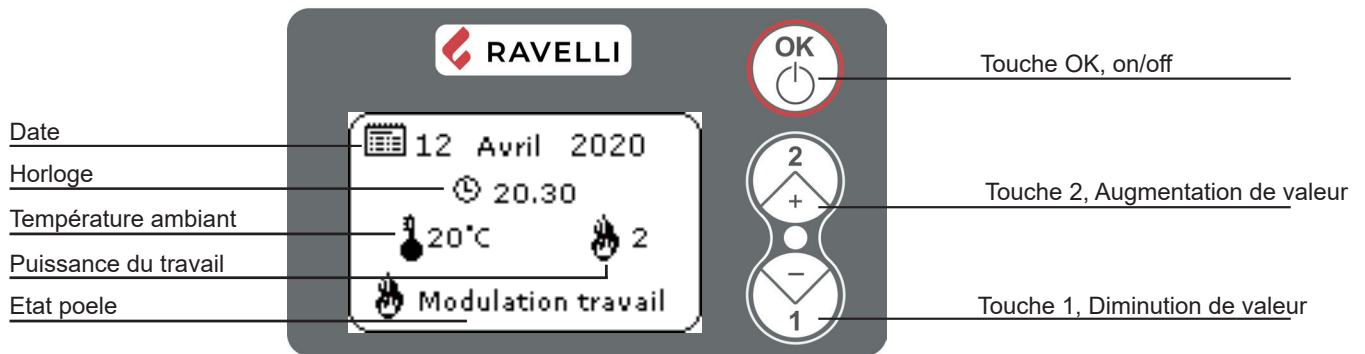 RAVELLI
OK
Touche OK, on/off
Date
12 Avril 2020
Horloge
20.30
2
+
Touche 2, Augmentation de valeur
Température ambiant
20°C
2
Puissance du travail
Etat poele
Modulation travail
–
1
Touche 1, Diminution de valeur